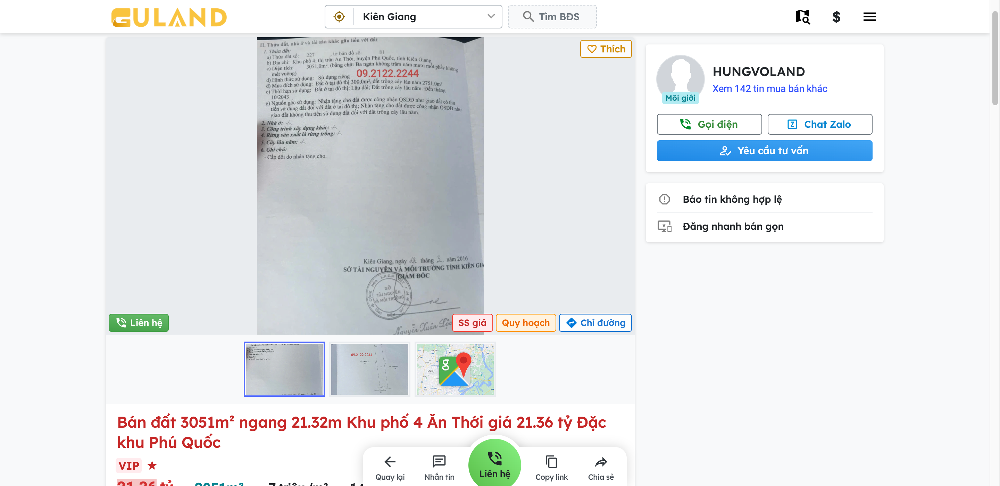 GULAND
Kiên Giang
Tìm BĐS
$
II. Thửa đất, nhà ở và tài sản khác gắn liền với đất
1. Thửa đất:
a) Thửa đất số: 227 , tờ bản đồ số: 81
b) Địa chỉ: Khu phố 4, thị trấn An Thới, huyện Phú Quốc, tỉnh Kiên Giang
c) Diện tích: 3051,0m², (bằng chữ: Ba ngàn không trăm năm mươi mốt phẩy không
mét vuông)
09.2122.2244
d) Hình thức sử dụng: Sử dụng riêng
đ) Mục đích sử dụng: Đất ở tại đô thị 300,0m², đất trồng cây lâu năm 2751,0m²
e) Thời hạn sử dụng: Đất ở tại đô thị: Lâu dài; Đất trồng cây lâu năm: Đến tháng
10/2043
g) Nguồn gốc sử dụng: Nhận tặng cho đất được công nhận QSDĐ như giao đất có thu
tiền sử dụng đất đối với đất ở tại đô thị; Nhận tặng cho đất được công nhận QSDĐ như
giao đất không thu tiền sử dụng đất đối với đất trồng cây lâu năm.
2. Nhà ở: -/-.
3. Công trình xây dựng khác: -/-.
4. Rừng sản xuất là rừng trồng: -/-.
5. Cây lâu năm: -/-.
6. Ghi chú:
- Cấp đổi do nhận tặng cho.
Kiên Giang, ngày 14 tháng 3 năm 2016
SỞ TÀI NGUYÊN VÀ MÔI TRƯỜNG TỈNH KIÊN GIA
GIÁM ĐỐC
SỞ
TÀI NGUYÊN
VÀ MÔI TRƯỜNG
Nguyễn Xuân Lộc
Thích
Liên hệ
SS giá
Quy hoạch
Chỉ đường
09.2122.2244
g
HUNGVOLAND
Xem 142 tin mua bán khác
Môi giới
Gọi điện
Chat Zalo
Yêu cầu tư vấn
Báo tin không hợp lệ
Đăng nhanh bán gọn
Bán đất 3051m² ngang 21.32m Khu phố 4 Ăn Thới giá 21.36 tỷ Đặc
khu Phú Quốc
VIP
21.36 tỷ 3051m² 7 triệu/m²
Quay lại
Nhắn tin
Liên hệ
Copy link
Chia sẻ